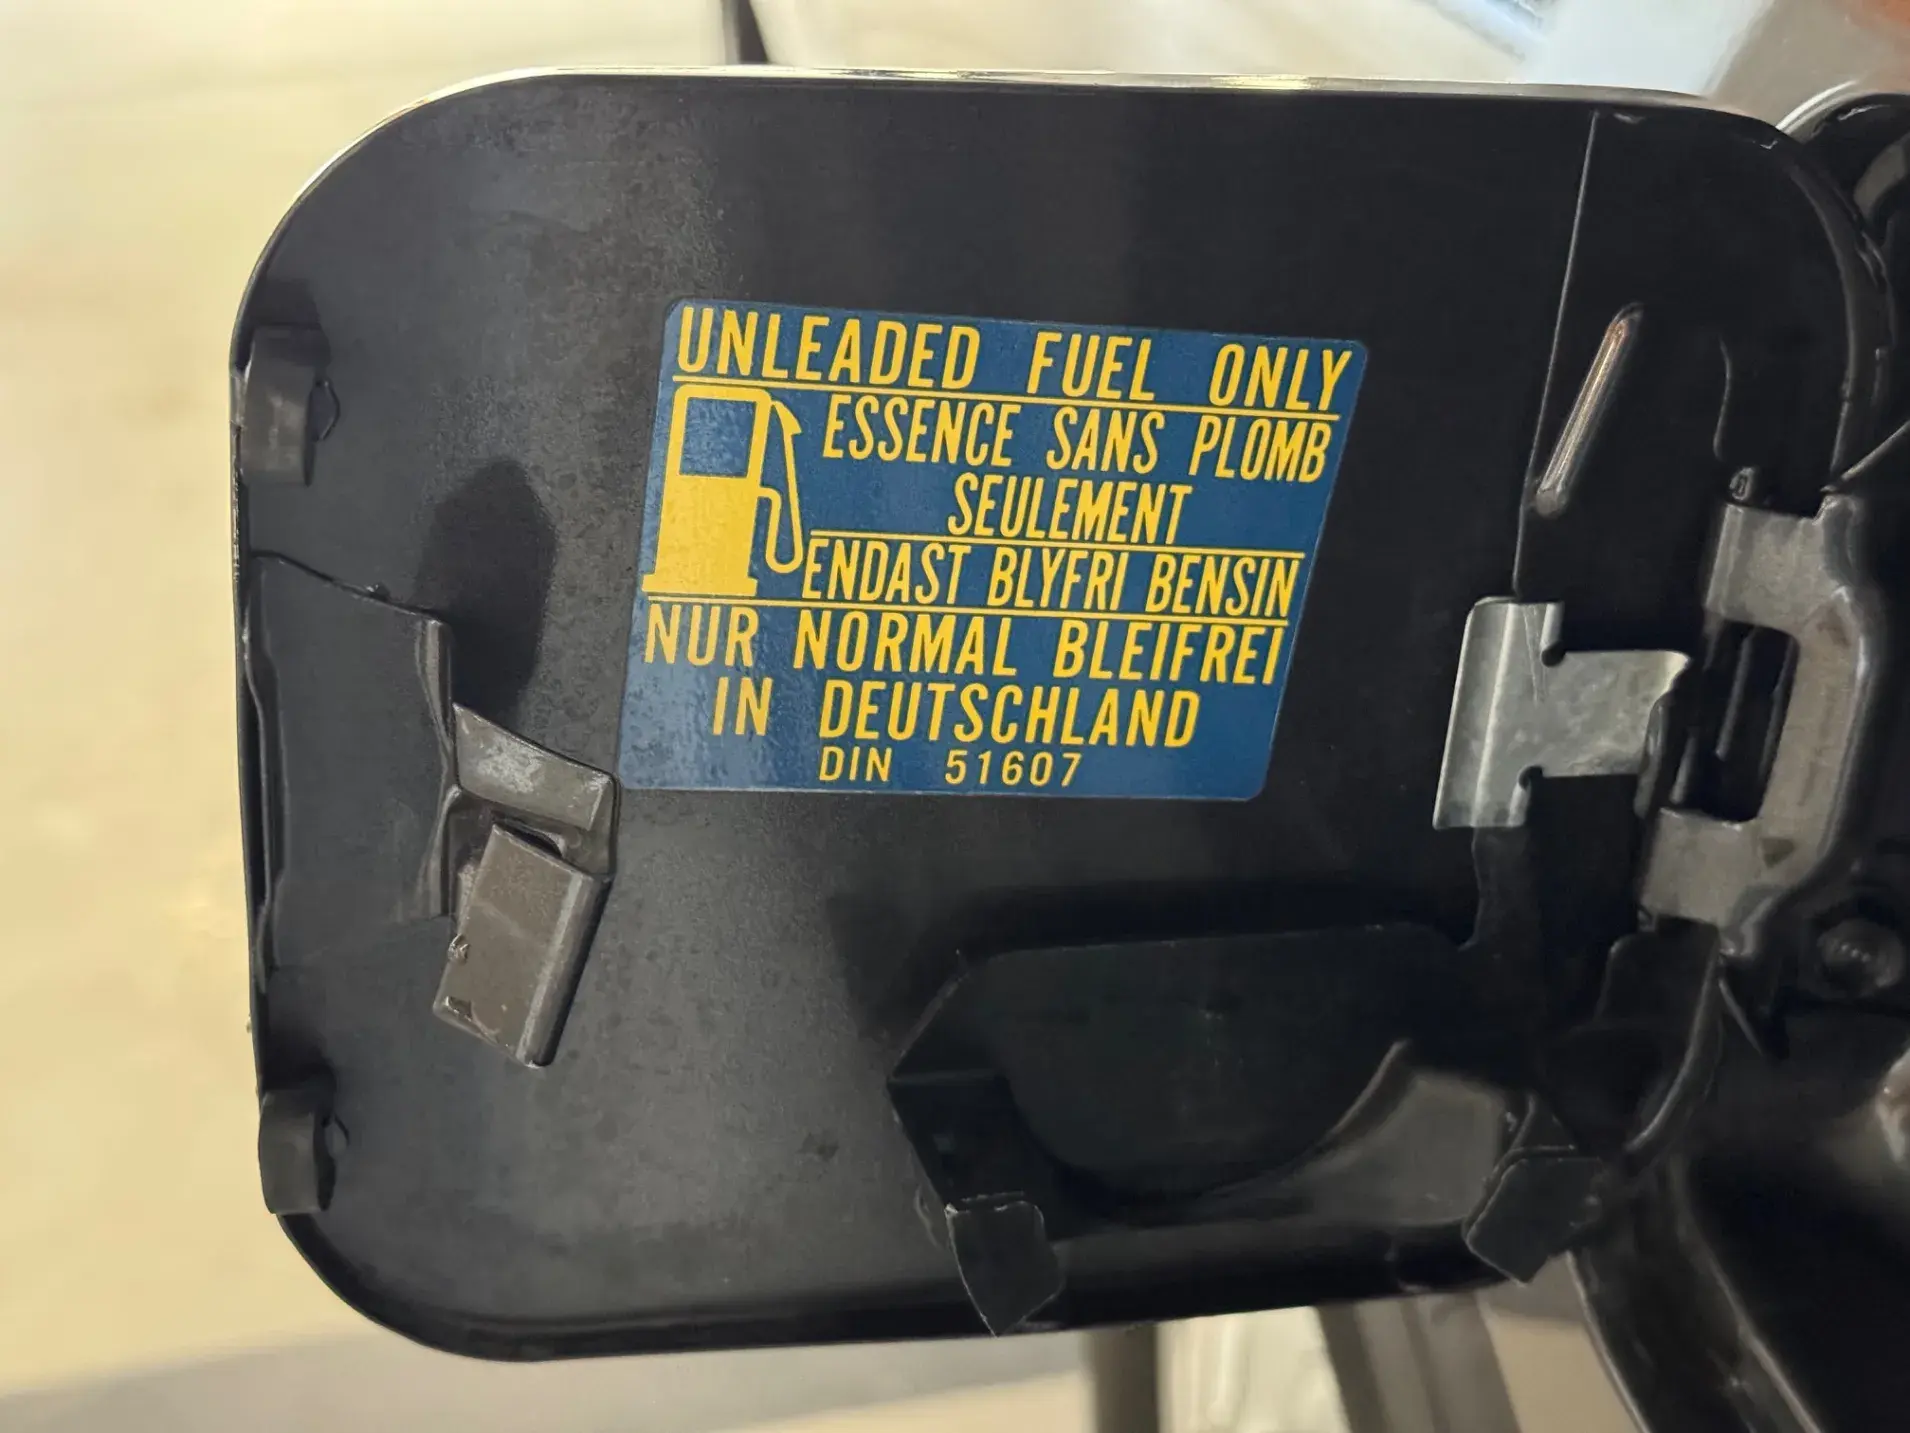 UNLEADED FUEL ONLY
ESSENCE SANS PLOMB
SEULEMENT
ENDAST BLYFRI BENSIN
NUR NORMAL BLEIFREI
IN DEUTSCHLAND
DIN 51607